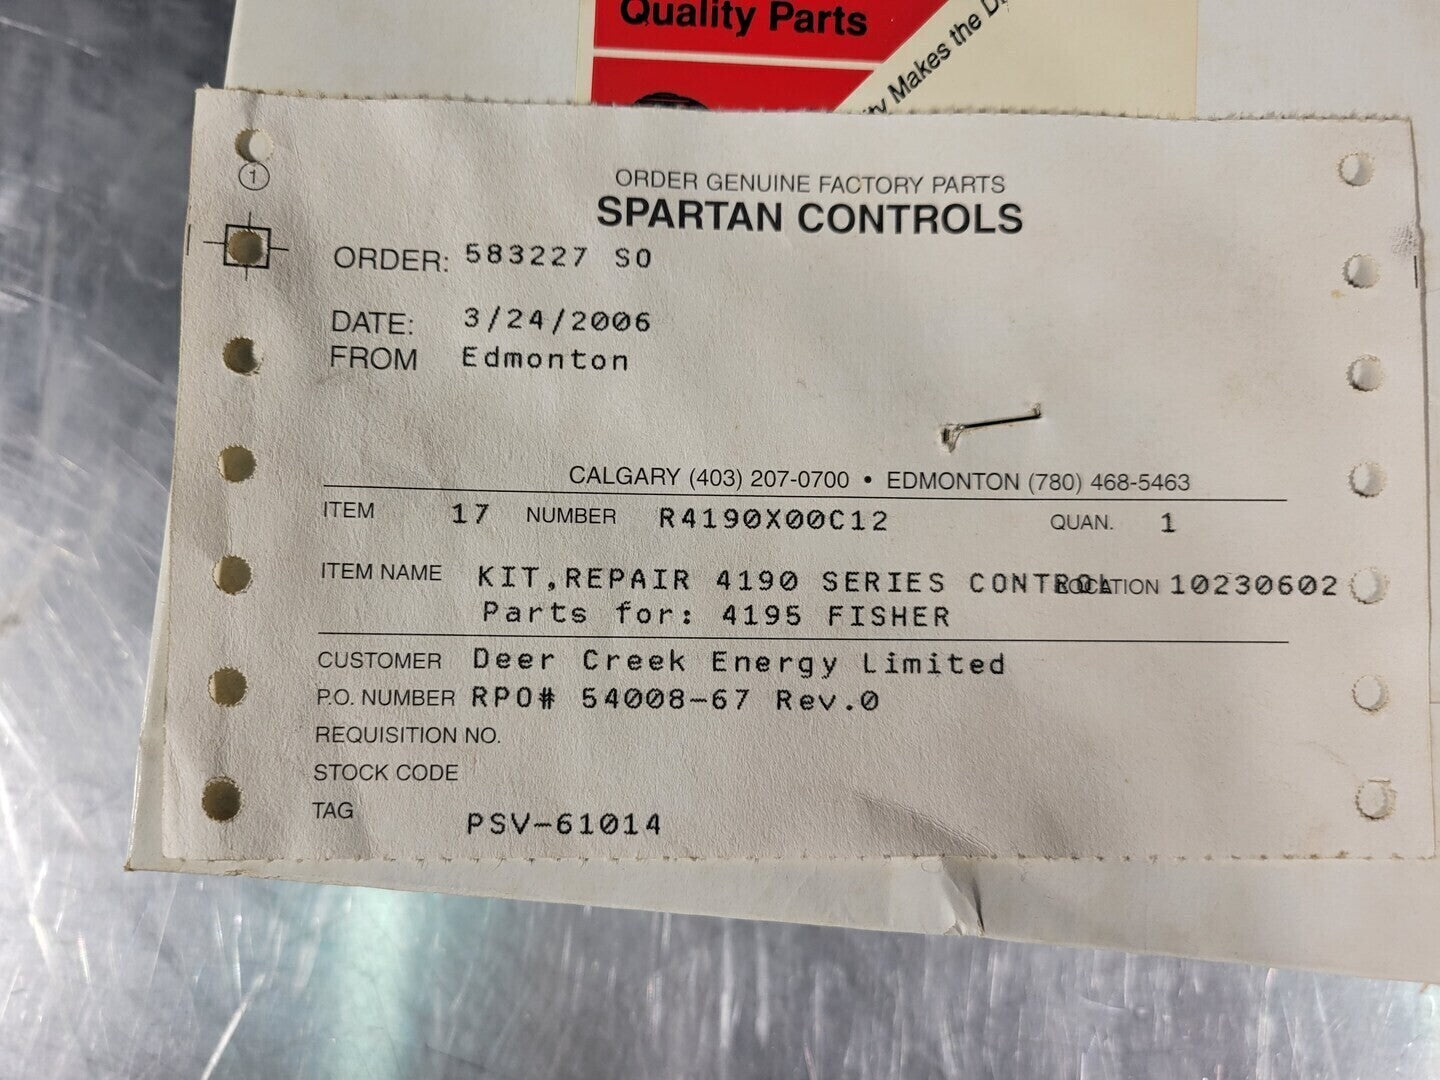 Quality Parts
Makes the
1
ORDER GENUINE FACTORY PARTS
SPARTAN CONTROLS
ORDER: 583227 SO
DATE: 3/24/2006
FROM Edmonton
CALGARY (403) 207-0700 • EDMONTON (780) 468-5463
ITEM 17 NUMBER R4190X00C12 QUAN. 1
ITEM NAME KIT,REPAIR 4190 SERIES CONTROL LOCATION 10230602
Parts for: 4195 FISHER
CUSTOMER Deer Creek Energy Limited
P.O. NUMBER RPO# 54008-67 Rev.0
REQUISITION NO.
STOCK CODE
TAG PSV-61014